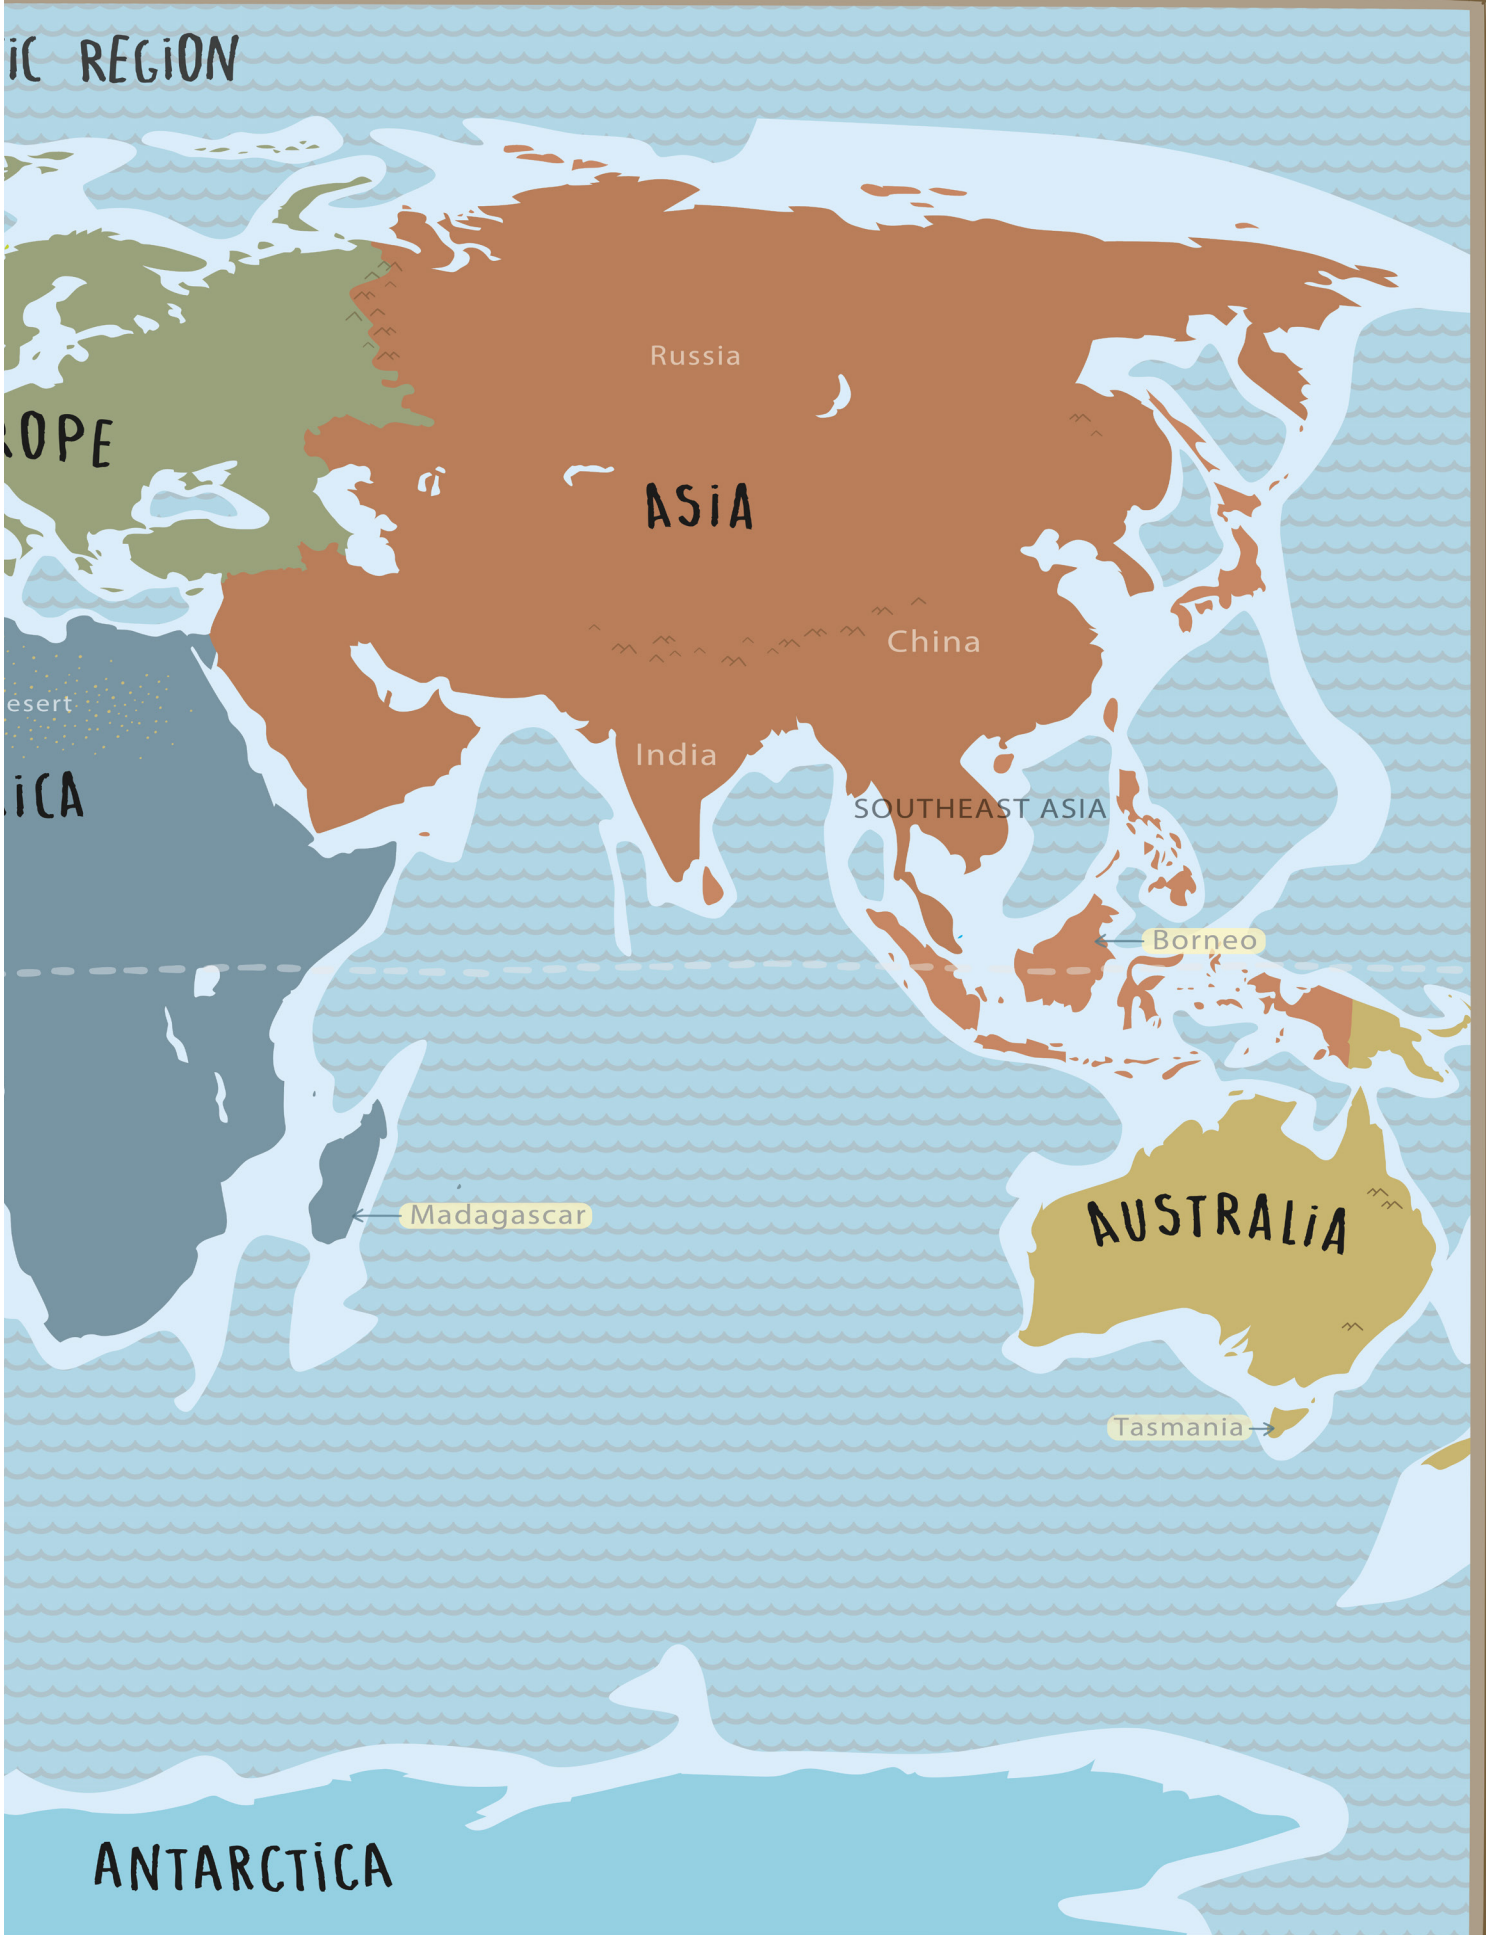 iC REGiON
Russia
OPE
ASiA
China
esert
India
iCA
SOUTHEAST ASIA
Borneo
Madagascar
AUSTRALiA
Tasmania
ANTARCTiCA